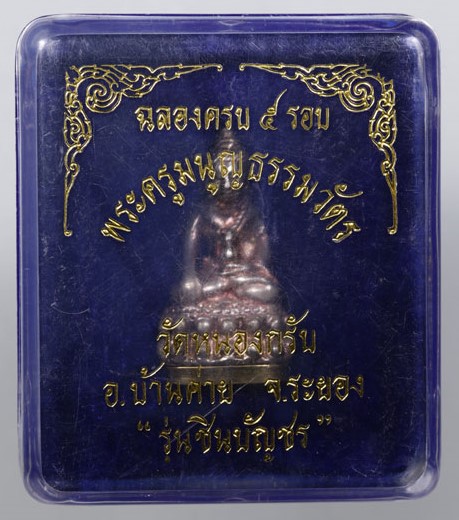 ฉลองครบ ๕ รอบ
พระครูมนูญธรรมวัตร
วัดหนองกรับ
อ.บ้านค่าย จ.ระยอง
“รุ่นชินบัญชร”